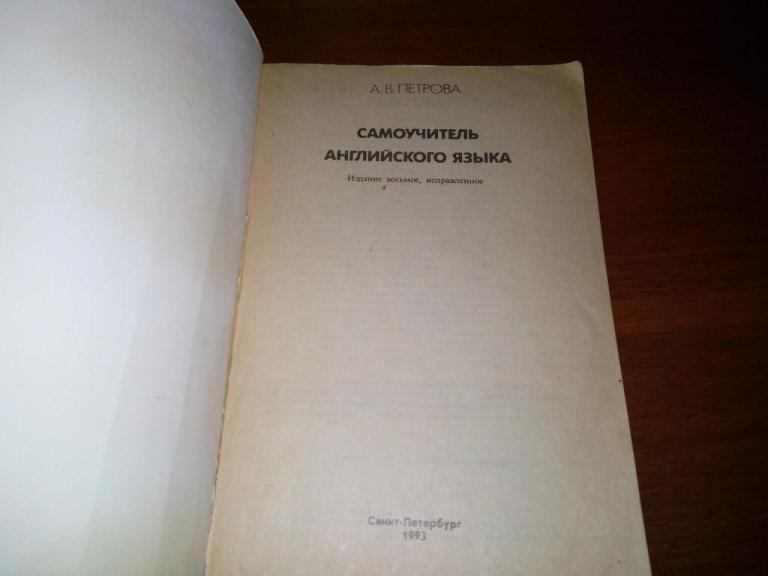 А. В. ПЕТРОВА
САМОУЧИТЕЛЬ
АНГЛИЙСКОГО ЯЗЫКА
Издание восьмое, исправленное
Санкт-Петербург
1993